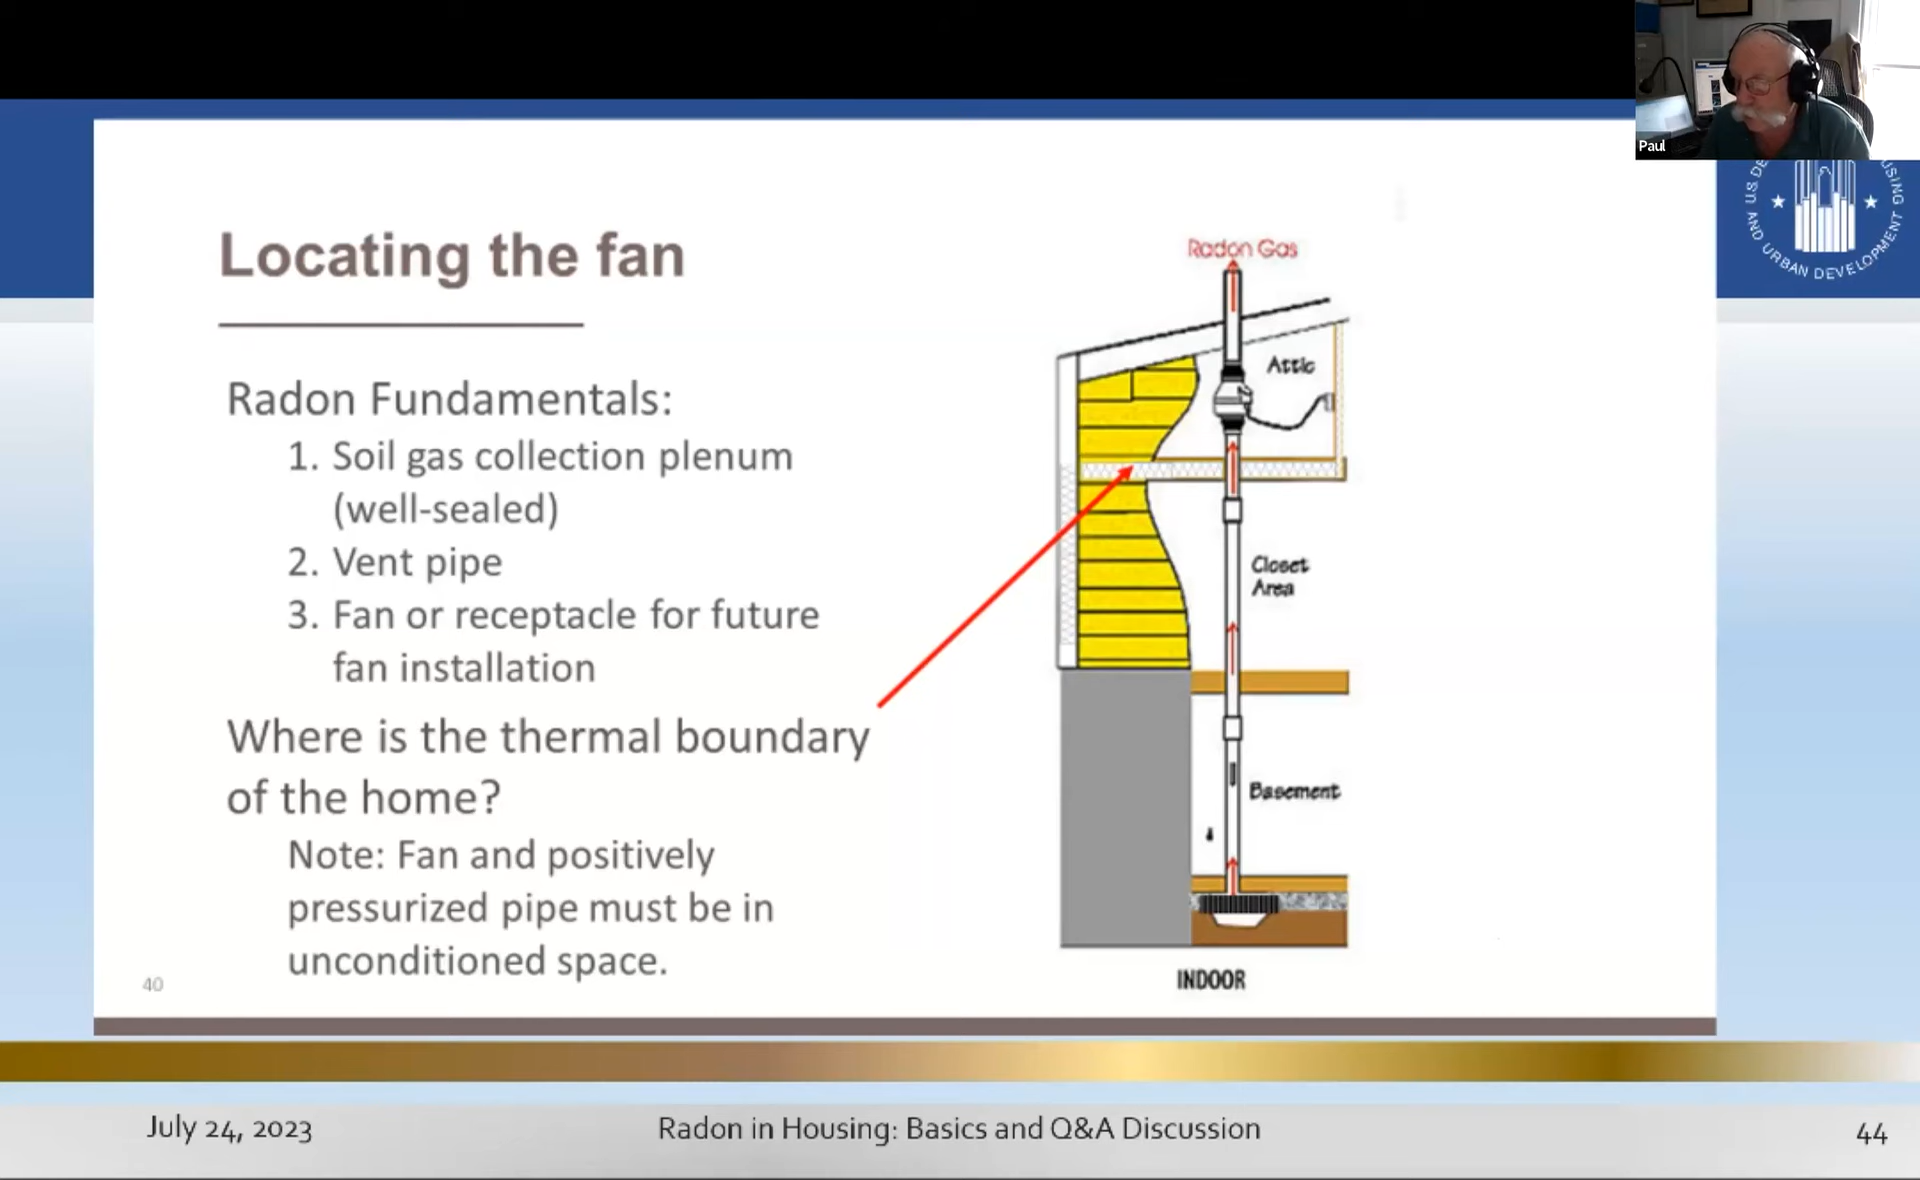 Paul
U.S. DE
USING
AND URBAN DEVELOPMENT
Locating the fan
Radon Fundamentals:
1. Soil gas collection plenum
(well-sealed)
2. Vent pipe
3. Fan or receptacle for future
fan installation
Where is the thermal boundary
of the home?
Note: Fan and positively
pressurized pipe must be in
unconditioned space.
40
Radon Gas
Attic
Closet
Area
Basement
INDOOR
July 24, 2023
Radon in Housing: Basics and Q&A Discussion
44